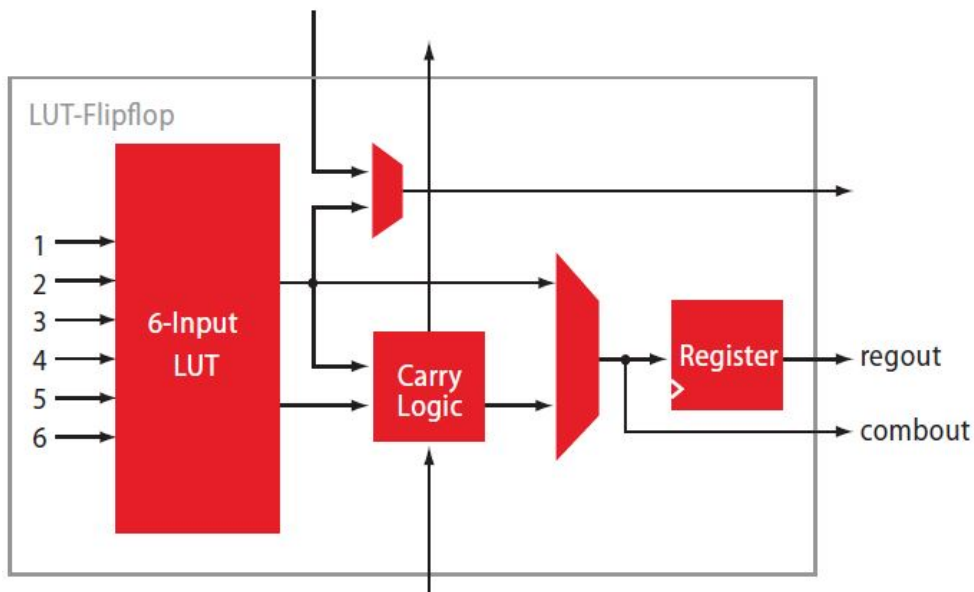 LUT-Flipflop
1
2
3
4
5
6
6-Input
LUT
Carry
Logic
Register
regout
combout